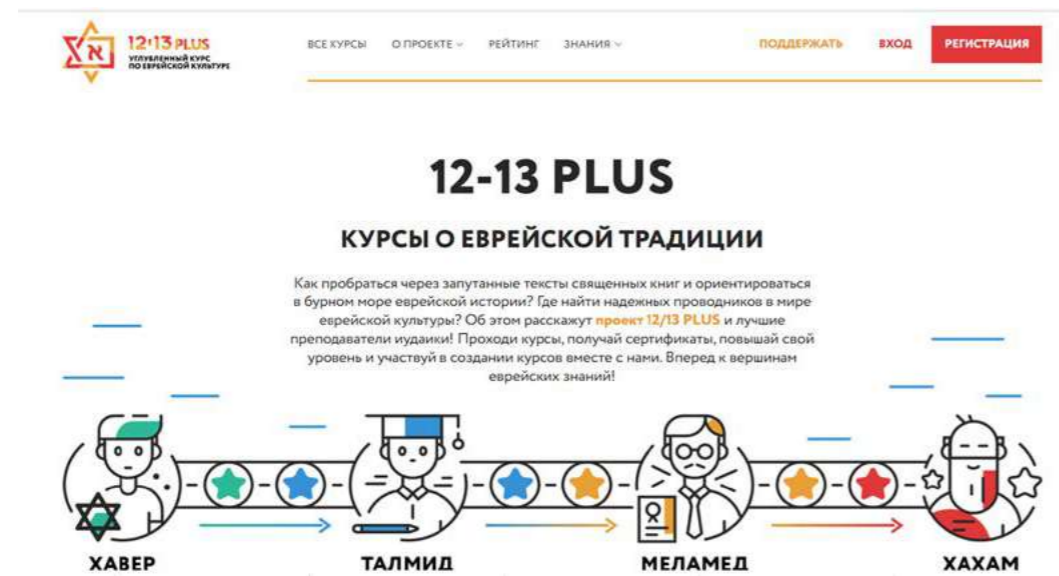 א
12•13 PLUS
УГЛУБЛЕННЫЙ КУРС
ПО ЕВРЕЙСКОЙ КУЛЬТУРЕ
ВСЕ КУРСЫ О ПРОЕКТЕ РЕЙТИНГ ЗНАНИЯ ПОДДЕРЖАТЬ ВХОД РЕГИСТРАЦИЯ
12-13 PLUS
КУРСЫ О ЕВРЕЙСКОЙ ТРАДИЦИИ
Как пробраться через запутанные тексты священных книг и ориентироваться
в бурном море еврейской истории? Где найти надежных проводников в мире
еврейской культуры? Об этом расскажут проект 12/13 PLUS и лучшие
преподаватели иудаики! Проходи курсы, получай сертификаты, повышай свой
уровень и участвуй в создании курсов вместе с нами. Вперед к вершинам
еврейских знаний!
ХАВЕР ТАЛМИД МЕЛАМЕД ХАХАМ